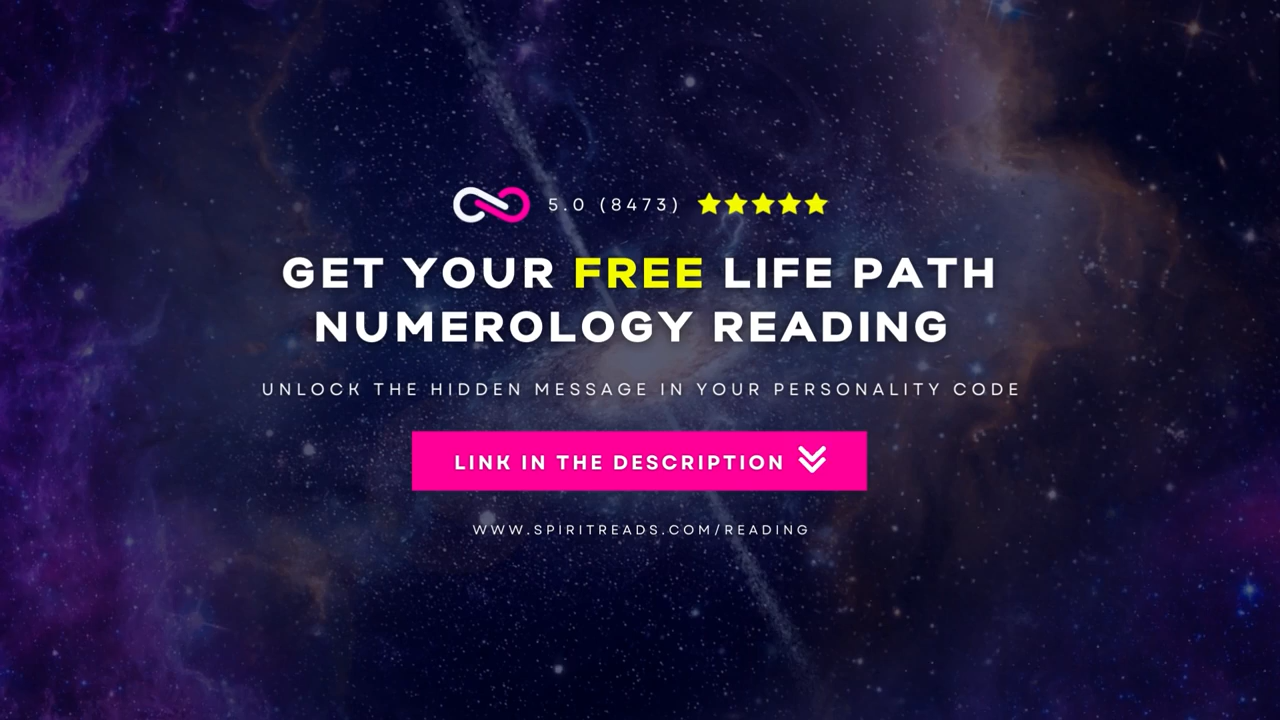 5.0 (8473)
GET YOUR FREE LIFE PATH
NUMEROLOGY READING
UNLOCK THE HIDDEN MESSAGE IN YOUR PERSONALITY CODE
LINK IN THE DESCRIPTION
WWW.SPIRITREADS.COM/READING